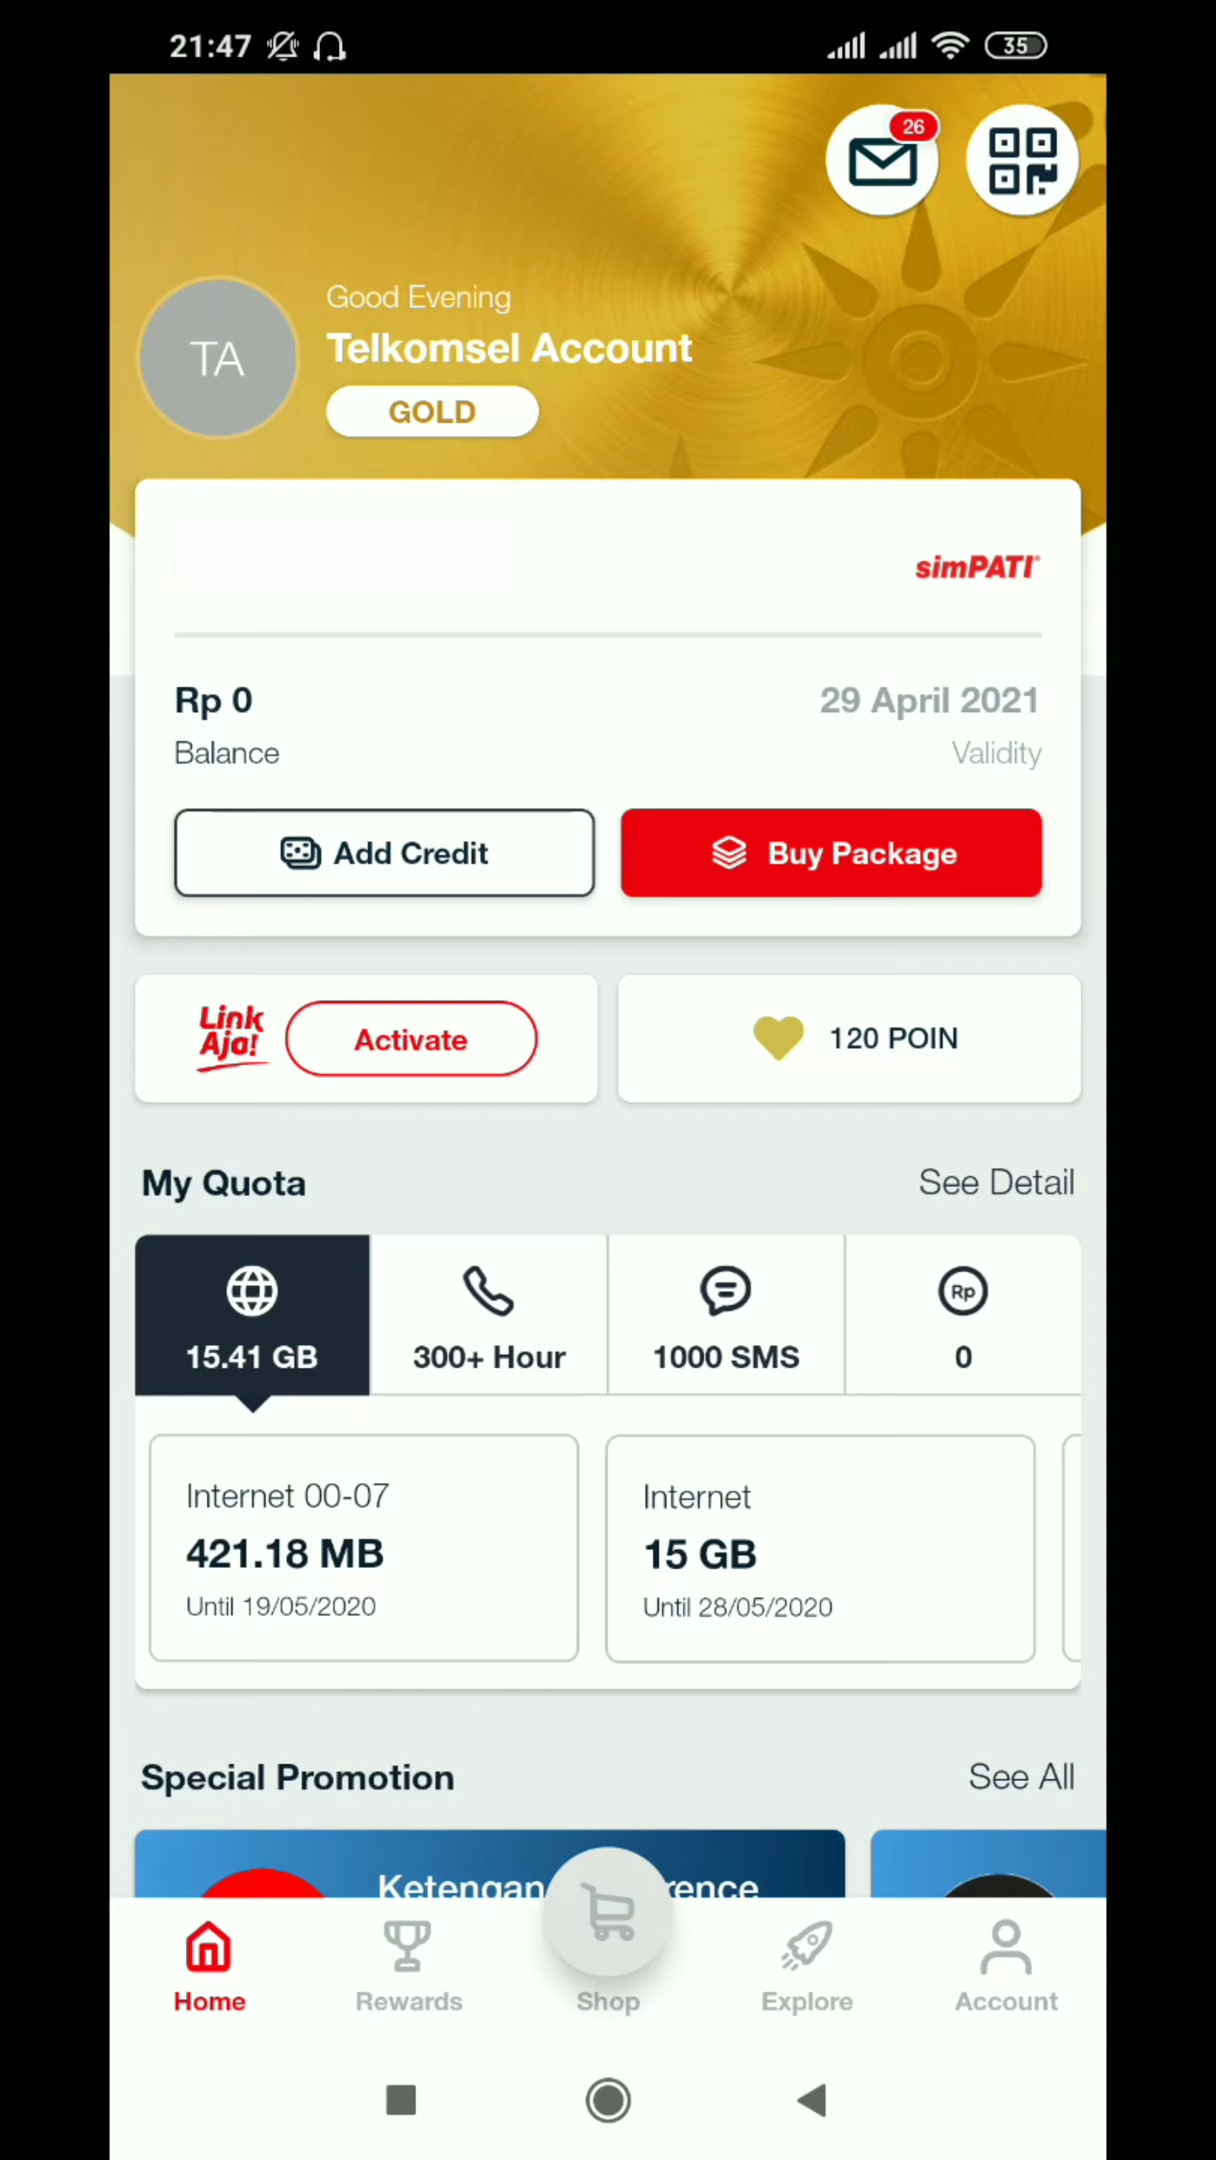 21:47
35
26
TA
Good Evening
Telkomsel Account
GOLD
simPATI
Rp 0
29 April 2021
Balance
Validity
Add Credit
Buy Package
Link Aja!
Activate
120 POIN
My Quota
See Detail
15.41 GB
300+ Hour
1000 SMS
Rp
0
Internet 00-07
421.18 MB
Until 19/05/2020
Internet
15 GB
Until 28/05/2020
Special Promotion
See All
Ketengan
Home
Rewards
Shop
Explore
Account